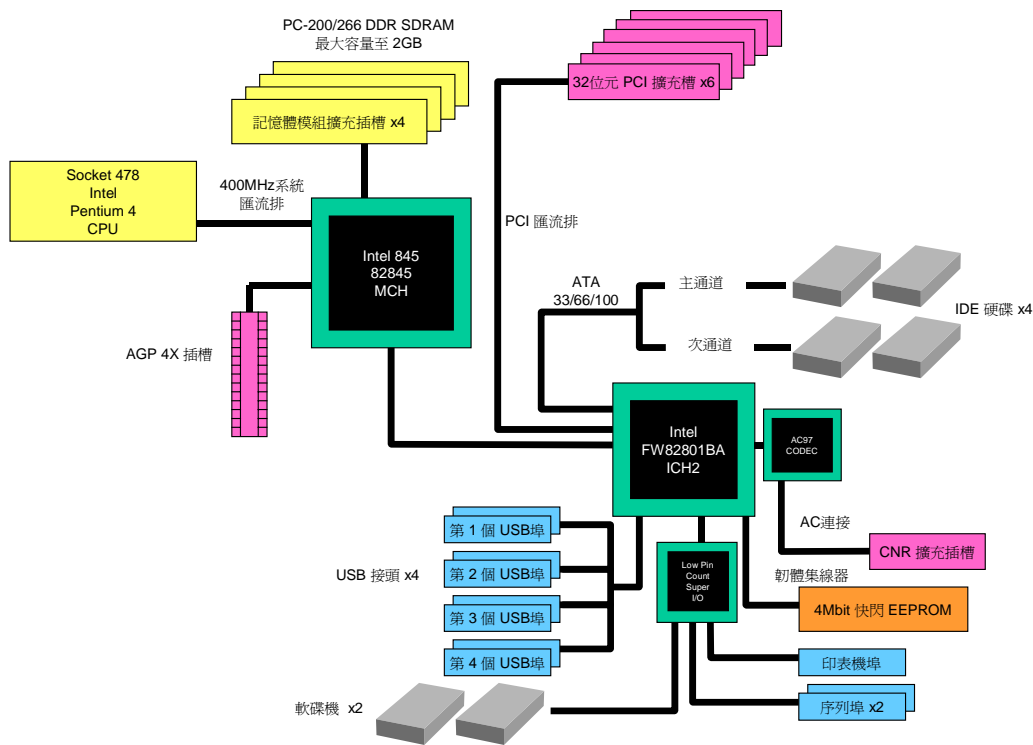 PC-200/266 DDR SDRAM
最大容量至 2GB
記憶體模組擴充插槽 x4
32位元 PCI 擴充槽 x6
Socket 478
Intel
Pentium 4
CPU
400MHz系統
匯流排
PCI 匯流排
Intel 845
82845
MCH
AGP 4X 插槽
ATA
33/66/100
主通道
次通道
IDE 硬碟 x4
Intel
FW82801BA
ICH2
AC97
CODEC
AC連接
CNR 擴充插槽
USB 接頭 x4
第 1 個 USB埠
第 2 個 USB埠
第 3 個 USB埠
第 4 個 USB埠
Low Pin
Count
Super
I/O
韌體集線器
4Mbit 快閃 EEPROM
印表機埠
序列埠 x2
軟碟機 x2